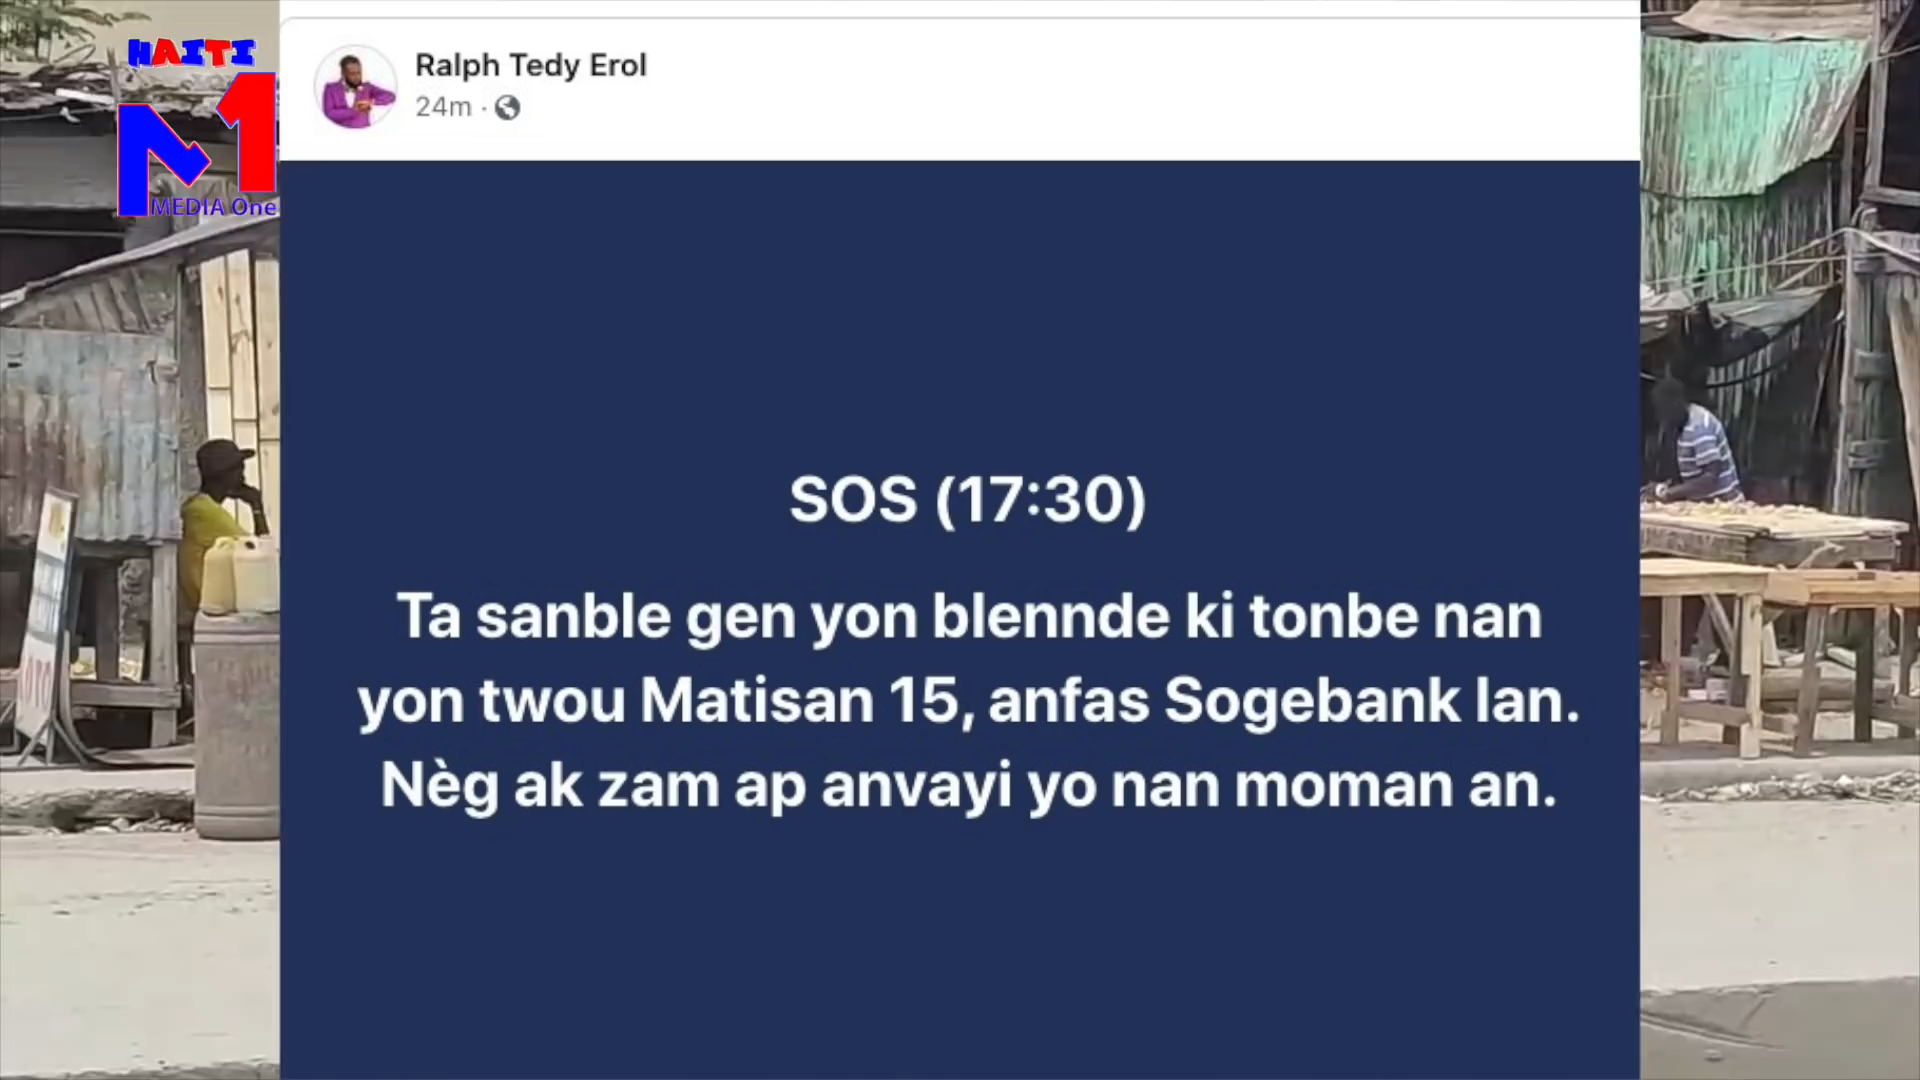 HAITI
M1
MEDIA One
Ralph Tedy Erol
24m ·
SOS (17:30)
Ta sanble gen yon blennde ki tonbe nan
yon twou Matisan 15, anfas Sogebank lan.
Nèg ak zam ap anvayi yo nan moman an.